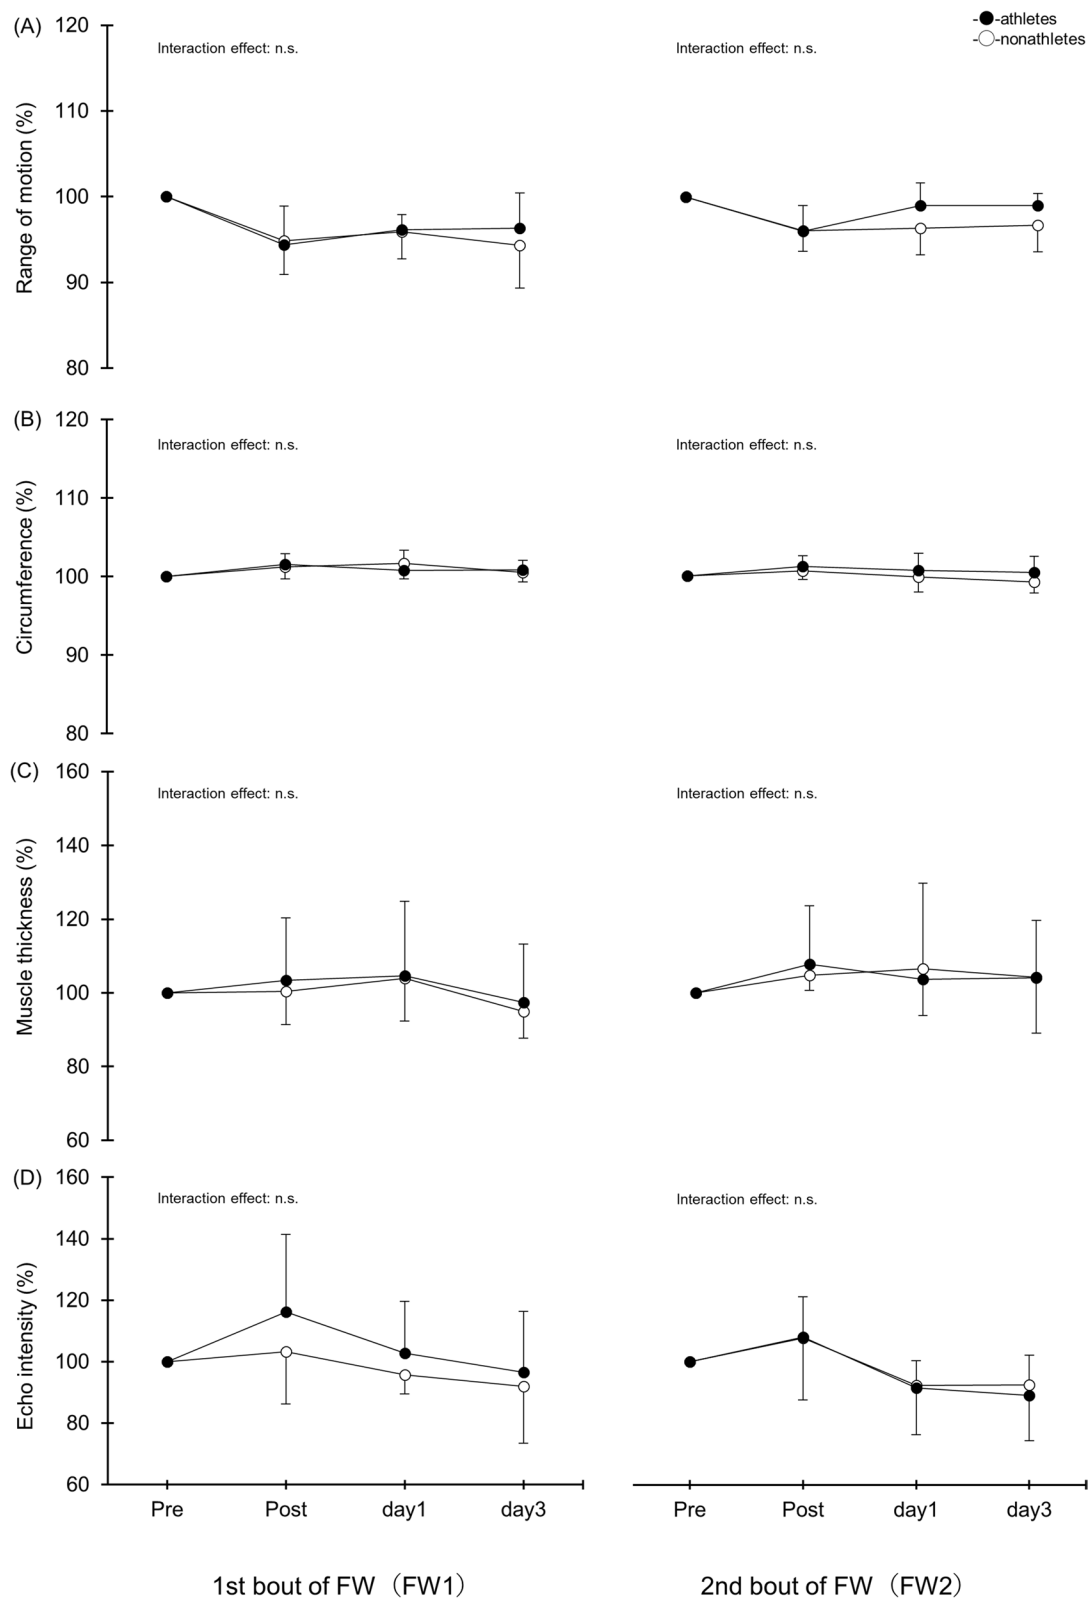 (A)
-●-athletes
-○-nonathletes
Interaction effect: n.s.
Interaction effect: n.s.
Range of motion (%)
120
110
100
90
80
(B)
Interaction effect: n.s.
Interaction effect: n.s.
Circumference (%)
120
110
100
90
80
(C)
Interaction effect: n.s.
Interaction effect: n.s.
Muscle thickness (%)
160
140
120
100
80
60
(D)
Interaction effect: n.s.
Interaction effect: n.s.
Echo intensity (%)
160
140
120
100
80
60
Pre Post day1 day3
Pre Post day1 day3
1st bout of FW（FW1）
2nd bout of FW（FW2）